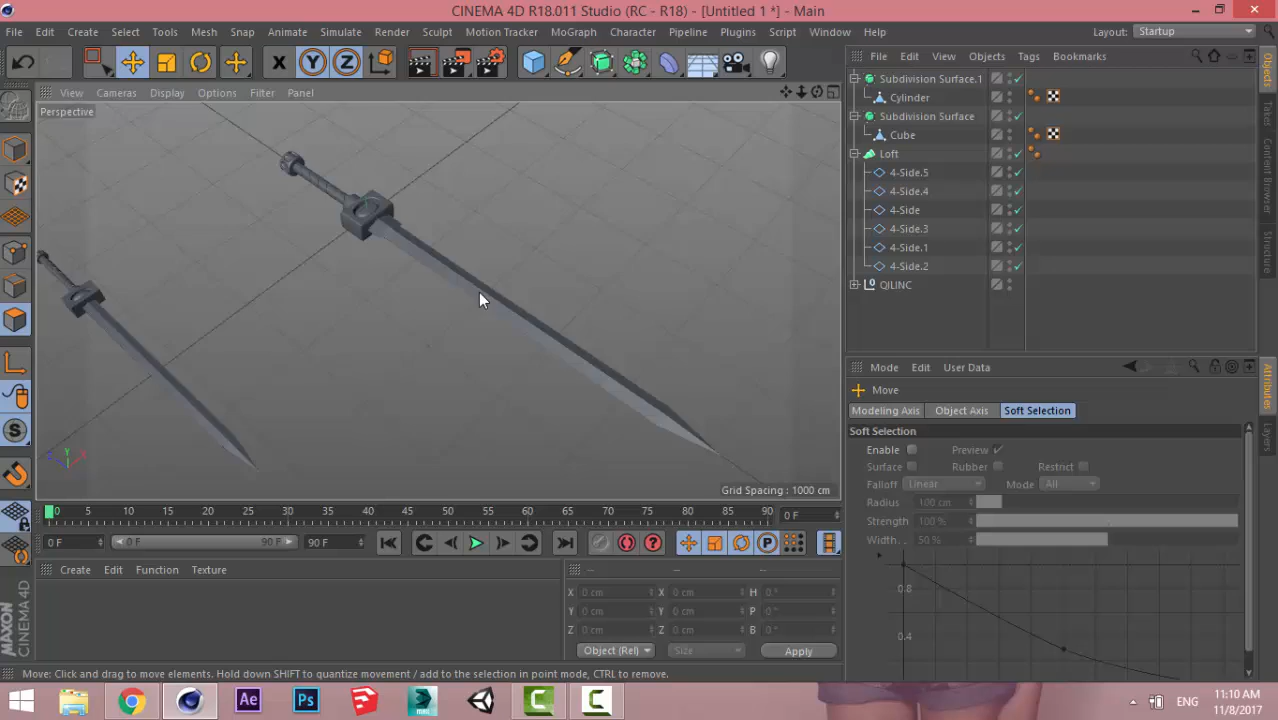 CINEMA 4D R18.011 Studio (RC - R18) - [Untitled 1 *] - Main
File Edit Create Select Tools Mesh Snap Animate Simulate Render Sculpt Motion Tracker MoGraph Character Pipeline Plugins Script Window Help Layout: Startup
X Y Z
View Cameras Display Options Filter Panel
Perspective
Grid Spacing : 1000 cm
File Edit View Objects Tags Bookmarks
Subdivision Surface.1
Cylinder
Subdivision Surface
Cube
Loft
4-Side.5
4-Side.4
4-Side
4-Side.3
4-Side.1
4-Side.2
QILINC
Objects
Takes
Content Browser
Structure
Mode Edit User Data
Move
Modeling Axis Object Axis Soft Selection
Soft Selection
Enable Preview
Surface Rubber Restrict
Falloff Linear Mode All
Radius 100 cm
Strength 100 %
Width. . 50 %
0.8
0.4
Attributes
Layers
0 5 10 15 20 25 30 35 40 45 50 55 60 65 70 75 80 85 90 0 F
0 F 0 F 90 F 90 F
Create Edit Function Texture
-- -- --
X 0 cm X 0 cm H 0 °
Y 0 cm Y 0 cm P 0 °
Z 0 cm Z 0 cm B 0 °
Object (Rel) Size Apply
MAXON CINEMA 4D
Move: Click and drag to move elements. Hold down SHIFT to quantize movement / add to the selection in point mode, CTRL to remove.
Ae Ps
ENG
11:10 AM
11/8/2017